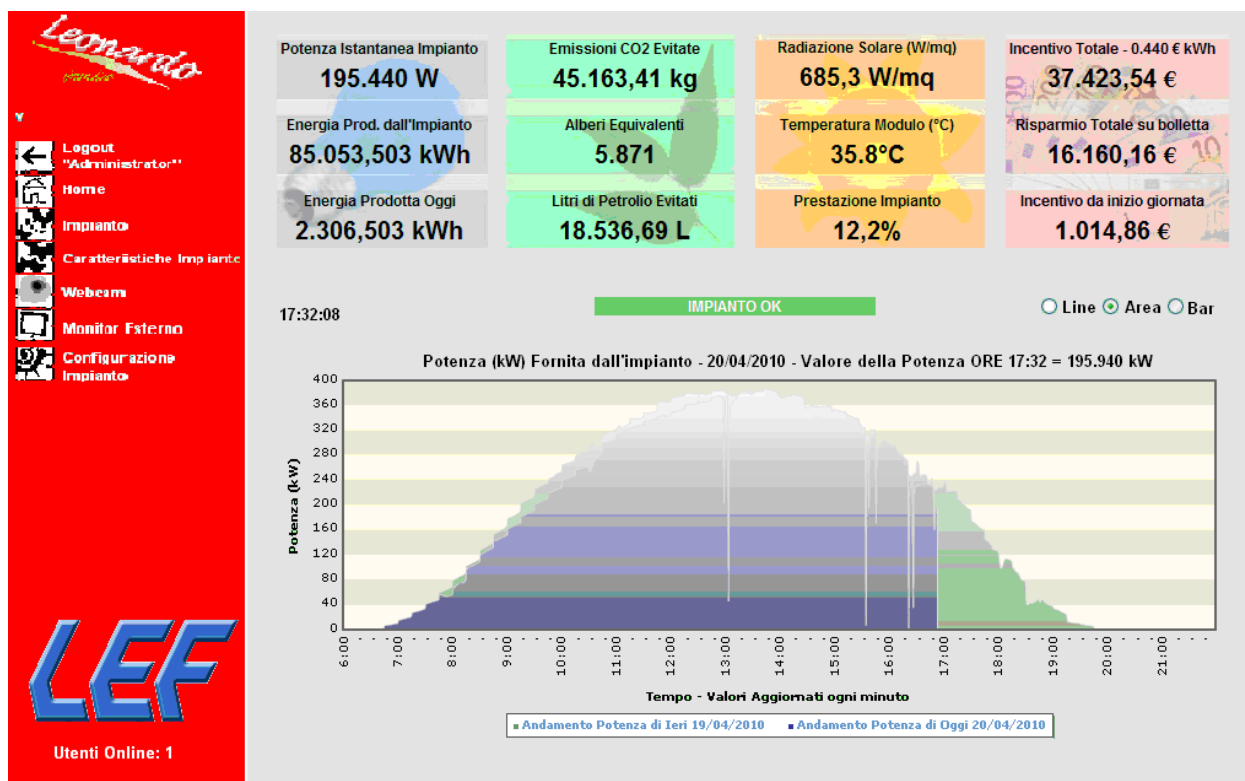 Leonardo
Logout
"Administrator"
Home
Impianto
Caratteristiche Impianto
Webcam
Monitor Esterno
Configurazione
Impianto
LEF
Utenti Online: 1
Potenza Istantanea Impianto
195.440 W
Energia Prod. dall'Impianto
85.053,503 kWh
Energia Prodotta Oggi
2.306,503 kWh
Emissioni CO2 Evitate
45.163,41 kg
Alberi Equivalenti
5.871
Litri di Petrolio Evitati
18.536,69 L
Radiazione Solare (W/mq)
685,3 W/mq
Temperatura Modulo (°C)
35.8°C
Prestazione Impianto
12,2%
Incentivo Totale - 0.440 € kWh
37.423,54 €
Risparmio Totale su bolletta
16.160,16 €
Incentivo da inizio giornata
1.014,86 €
17:32:08
IMPIANTO OK
Line Area Bar
Potenza (kW) Fornita dall'impianto - 20/04/2010 - Valore della Potenza ORE 17:32 = 195.940 kW
Potenza (kW)
400
360
320
280
240
200
160
120
80
40
0
6:00 7:00 8:00 9:00 10:00 11:00 12:00 13:00 14:00 15:00 16:00 17:00 18:00 19:00 20:00 21:00
Tempo - Valori Aggiornati ogni minuto
Andamento Potenza di Ieri 19/04/2010 Andamento Potenza di Oggi 20/04/2010